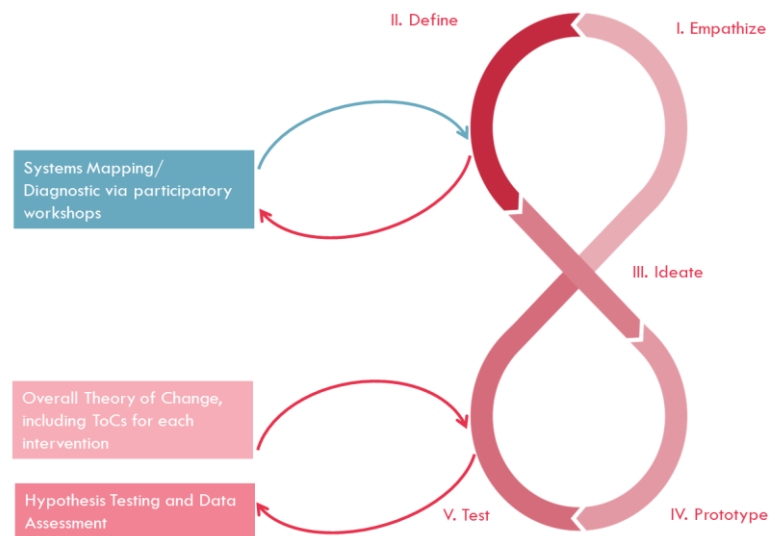 II. Define
I. Empathize
Systems Mapping/
Diagnostic via participatory
workshops
III. Ideate
Overall Theory of Change,
including ToCs for each
intervention
Hypothesis Testing and Data
Assessment
V. Test
IV. Prototype